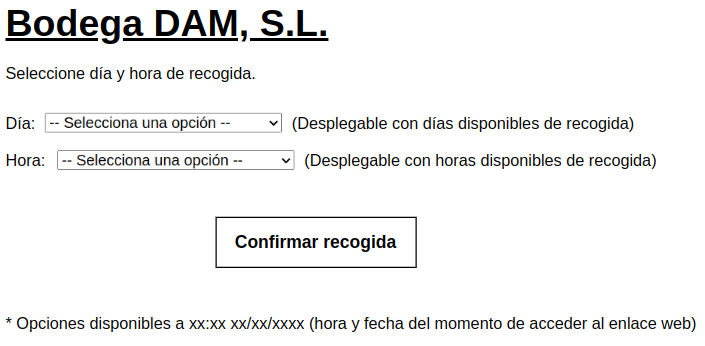 Bodega DAM, S.L.
Seleccione día y hora de recogida.
Día: -- Selecciona una opción -- (Desplegable con días disponibles de recogida)
Hora: -- Selecciona una opción -- (Desplegable con horas disponibles de recogida)
Confirmar recogida
* Opciones disponibles a xx:xx xx/xx/xxxx (hora y fecha del momento de acceder al enlace web)